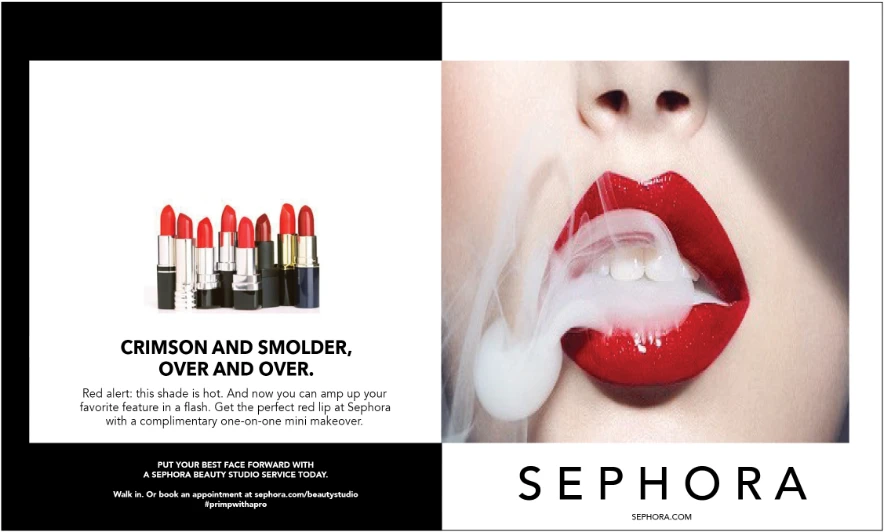 CRIMSON AND SMOLDER,
OVER AND OVER.
Red alert: this shade is hot. And now you can amp up your
favorite feature in a flash. Get the perfect red lip at Sephora
with a complimentary one-on-one mini makeover.
PUT YOUR BEST FACE FORWARD WITH
A SEPHORA BEAUTY STUDIO SERVICE TODAY.
Walk in. Or book an appointment at sephora.com/beautystudio
#primpwithapro
SEPHORA
SEPHORA.COM